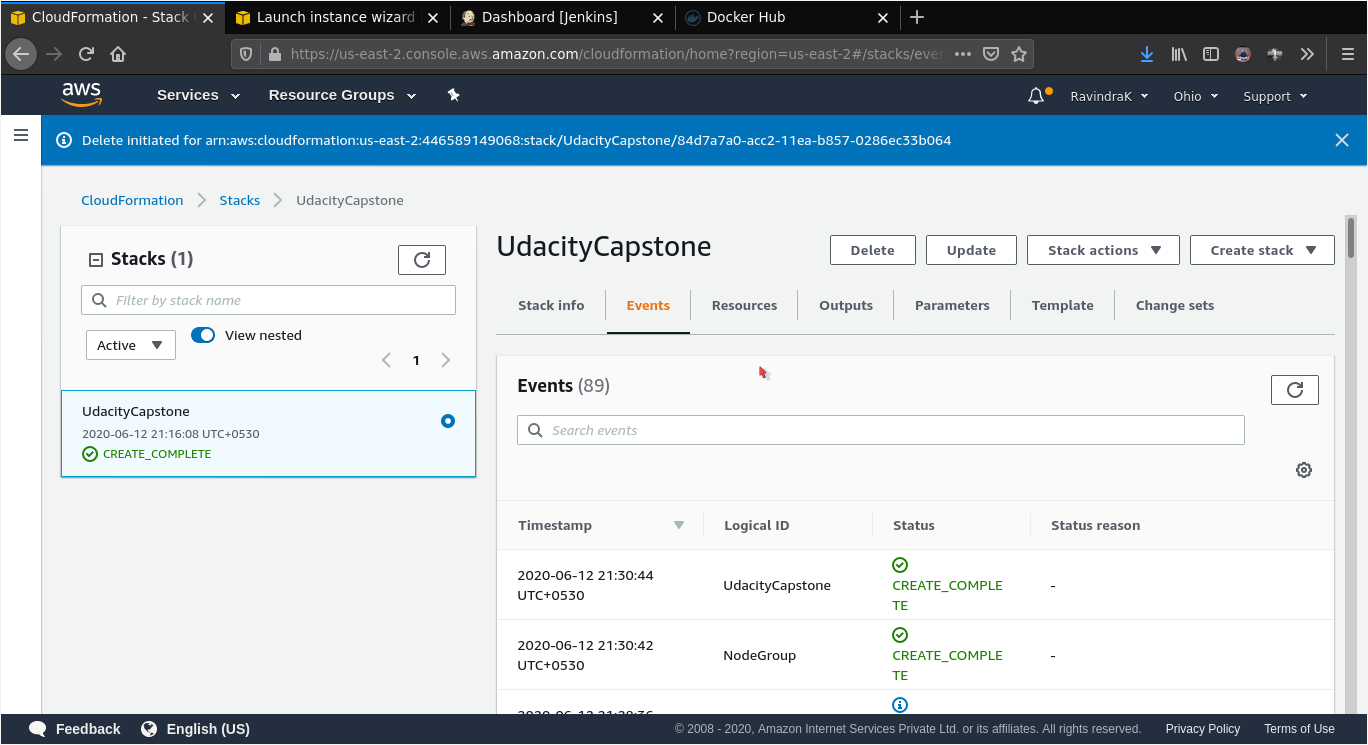 CloudFormation - Stack
Launch instance wizard
Dashboard [Jenkins]
Docker Hub
https://us-east-2.console.aws.amazon.com/cloudformation/home?region=us-east-2#/stacks/ever
aws
Services
Resource Groups
RavindraK
Ohio
Support
Delete initiated for arn:aws:cloudformation:us-east-2:446589149068:stack/UdacityCapstone/84d7a7a0-acc2-11ea-b857-0286ec33b064
CloudFormation
Stacks
UdacityCapstone
Stacks (1)
Filter by stack name
Active
View nested
1
UdacityCapstone
2020-06-12 21:16:08 UTC+0530
CREATE_COMPLETE
UdacityCapstone
Delete
Update
Stack actions
Create stack
Stack info
Events
Resources
Outputs
Parameters
Template
Change sets
Events (89)
Search events
Timestamp
Logical ID
Status
Status reason
2020-06-12 21:30:44
UTC+0530
UdacityCapstone
CREATE_COMPLE
TE
-
2020-06-12 21:30:42
UTC+0530
NodeGroup
CREATE_COMPLE
TE
-
Feedback
English (US)
© 2008 - 2020, Amazon Internet Services Private Ltd. or its affiliates. All rights reserved.
Privacy Policy
Terms of Use